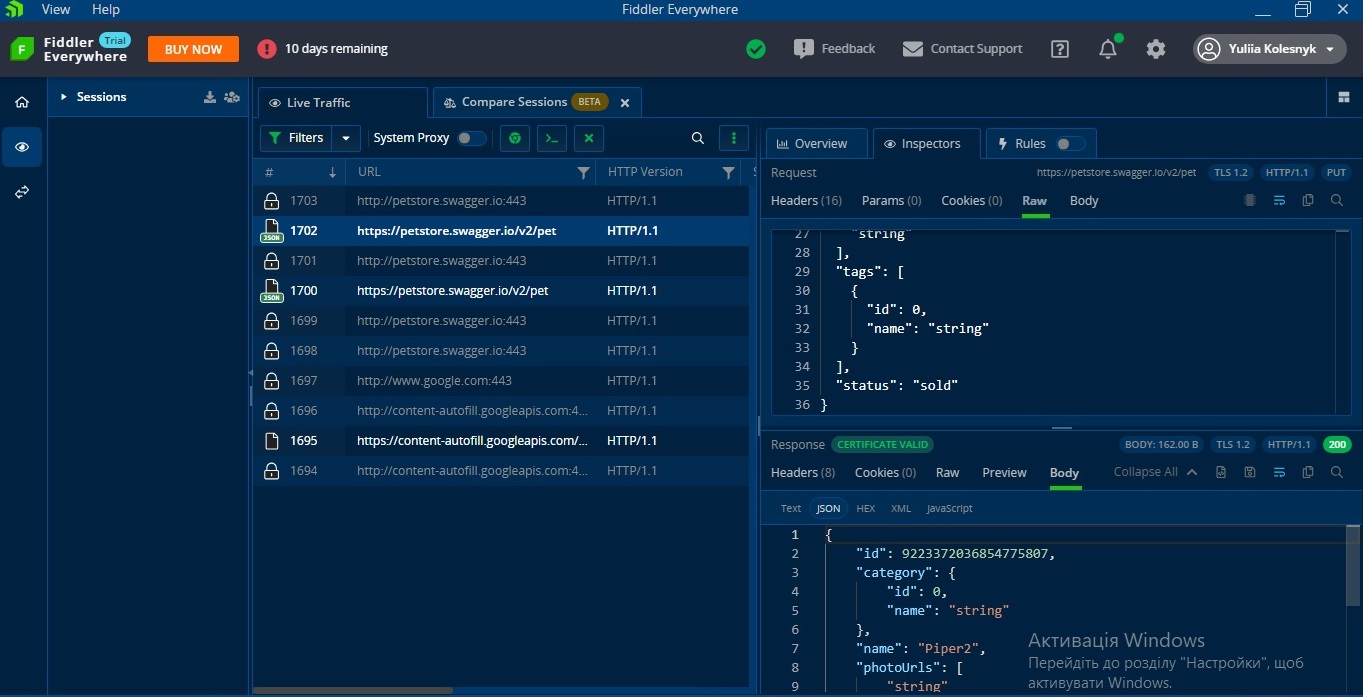 View Help Fiddler Everywhere
Fiddler Everywhere Trial BUY NOW 10 days remaining Feedback Contact Support Yuliia Kolesnyk
Sessions
Live Traffic
Compare Sessions BETA
Filters System Proxy
Overview Inspectors Rules
# URL HTTP Version
1703 http://petstore.swagger.io:443 HTTP/1.1
JSON 1702 https://petstore.swagger.io/v2/pet HTTP/1.1
1701 http://petstore.swagger.io:443 HTTP/1.1
JSON 1700 https://petstore.swagger.io/v2/pet HTTP/1.1
1699 http://petstore.swagger.io:443 HTTP/1.1
1698 http://petstore.swagger.io:443 HTTP/1.1
1697 http://www.google.com:443 HTTP/1.1
1696 http://content-autofill.googleapis.com:4... HTTP/1.1
1695 https://content-autofill.googleapis.com/... HTTP/1.1
1694 http://content-autofill.googleapis.com:4... HTTP/1.1
Request https://petstore.swagger.io/v2/pet TLS 1.2 HTTP/1.1 PUT
Headers (16) Params (0) Cookies (0) Raw Body
27 "string"
28 ],
29 "tags": [
30 {
31 "id": 0,
32 "name": "string"
33 }
34 ],
35 "status": "sold"
36 }
Response CERTIFICATE VALID BODY: 162.00 B TLS 1.2 HTTP/1.1 200
Headers (8) Cookies (0) Raw Preview Body Collapse All
Text JSON HEX XML JavaScript
1 {
2 "id": 9223372036854775807,
3 "category": {
4 "id": 0,
5 "name": "string"
6 },
7 "name": "Piper2",
8 "photoUrls": [
9 "string"
Активація Windows
Перейдіть до розділу "Настройки", щоб
активувати Windows.